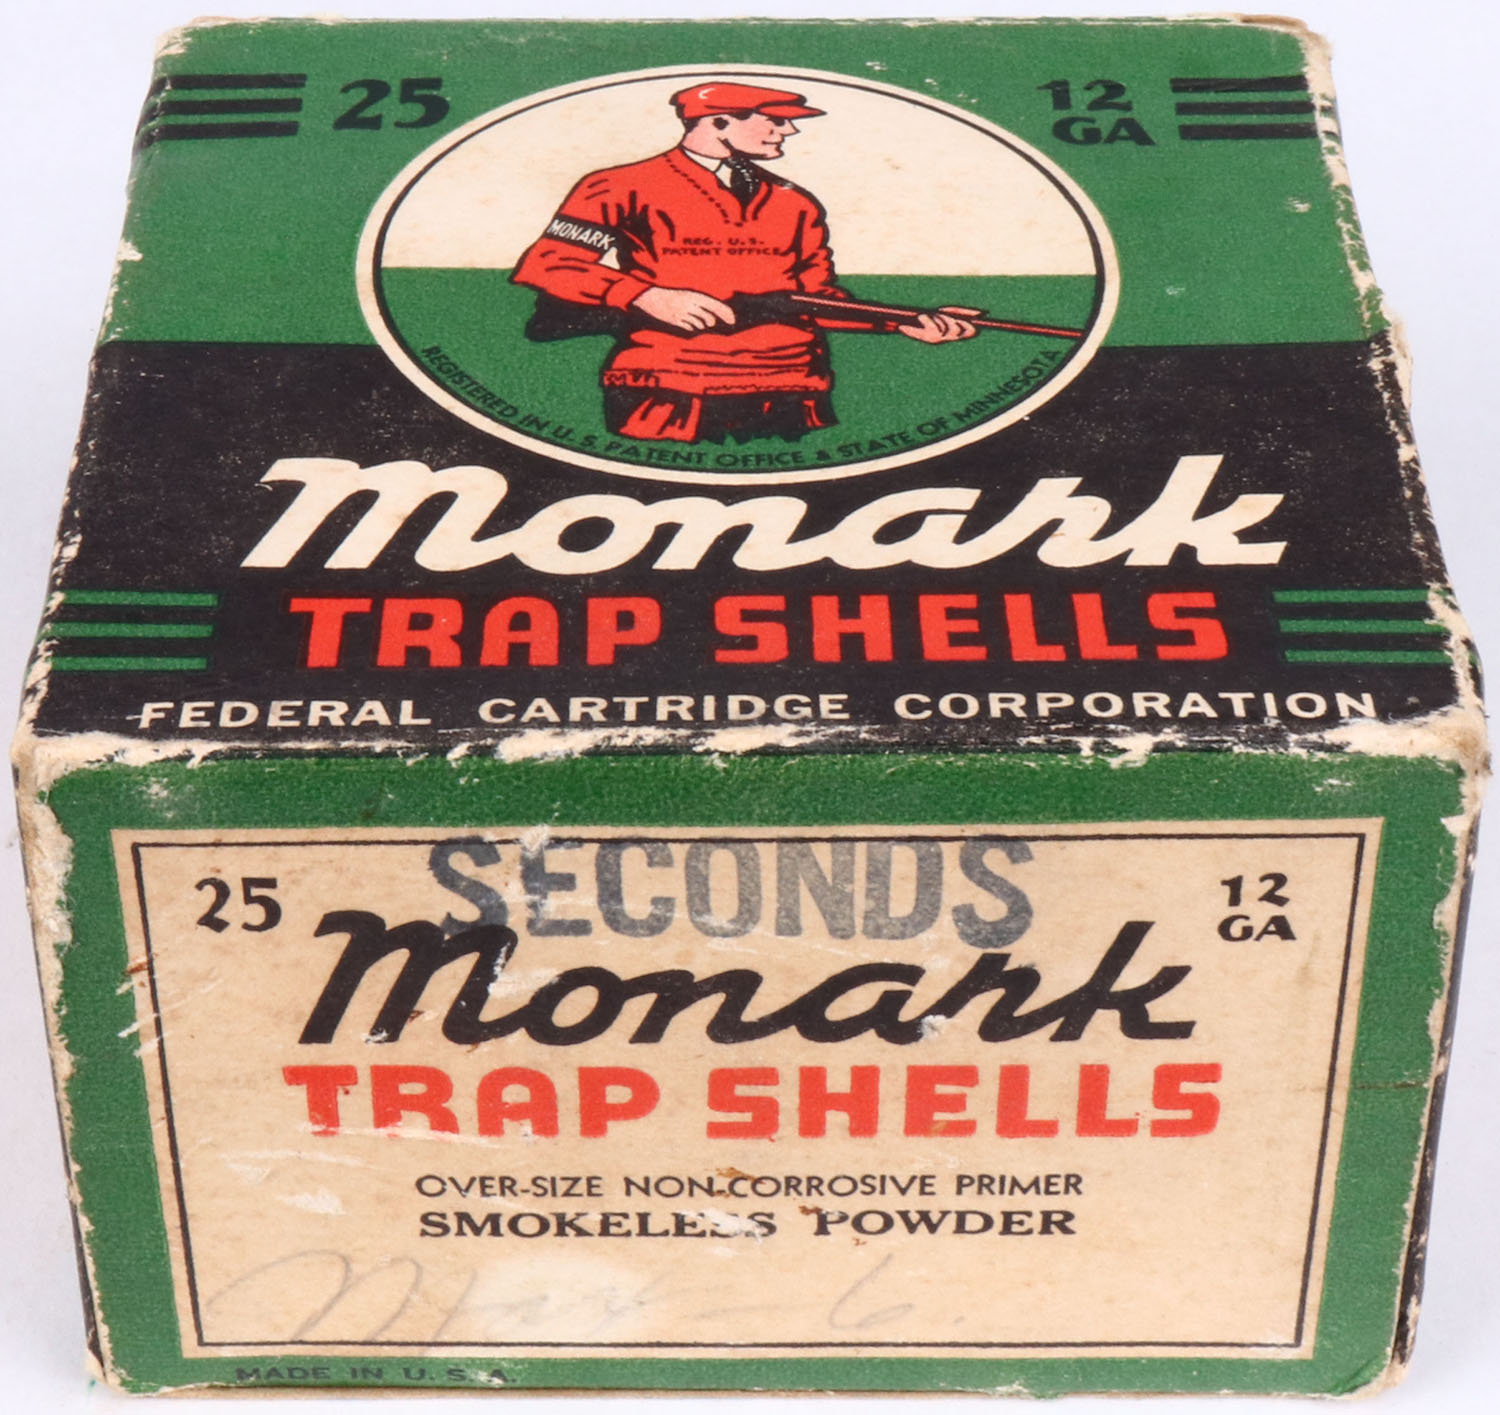 25
12
GA
MONARK
REG. U.S.
PATENT OFFICE
REGISTERED IN U.S. PATENT OFFICE & STATE OF MINNESOTA
Monark
TRAP SHELLS
FEDERAL CARTRIDGE CORPORATION
SECONDS
25
12
GA
Monark
TRAP SHELLS
OVER-SIZE NON-CORROSIVE PRIMER
SMOKELESS POWDER
- 6.
MADE IN U.S.A.